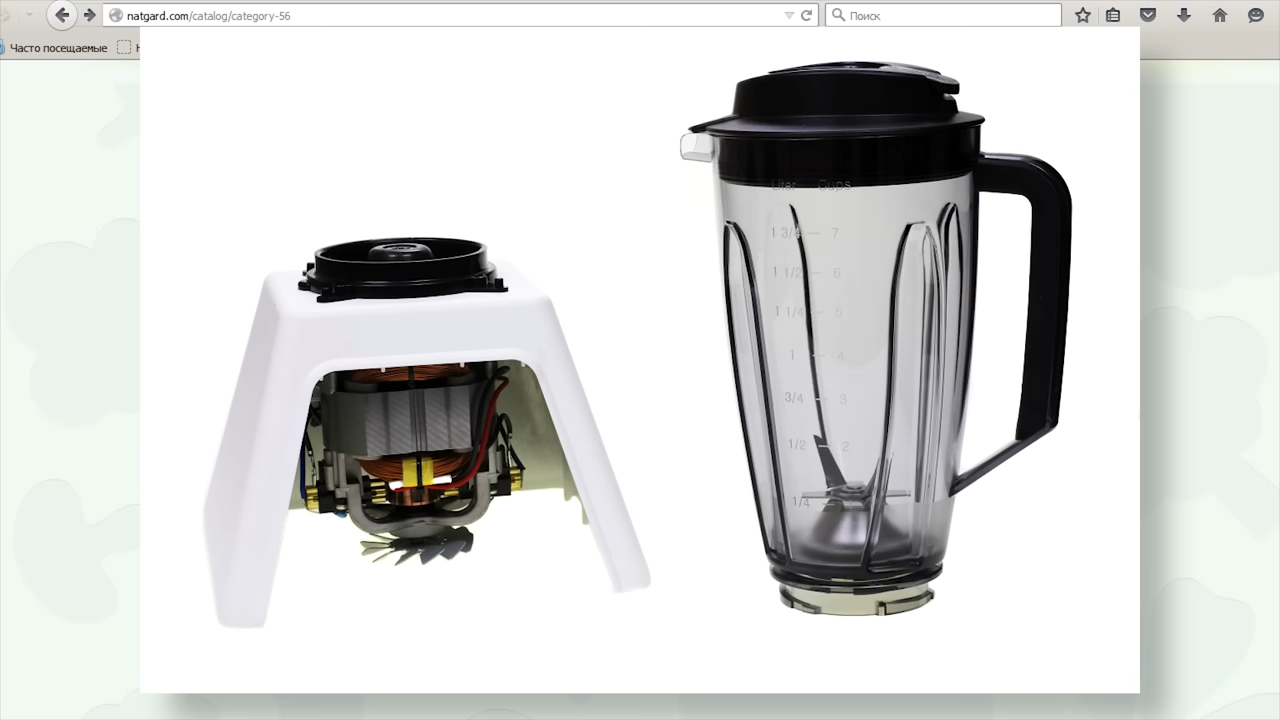 natgard.com/catalog/category-56
Поиск
Часто посещаемые
Liter Cups
1 3/4 7
1 1/2 6
1 1/4 5
1 4
3/4 3
1/2 2
1/4